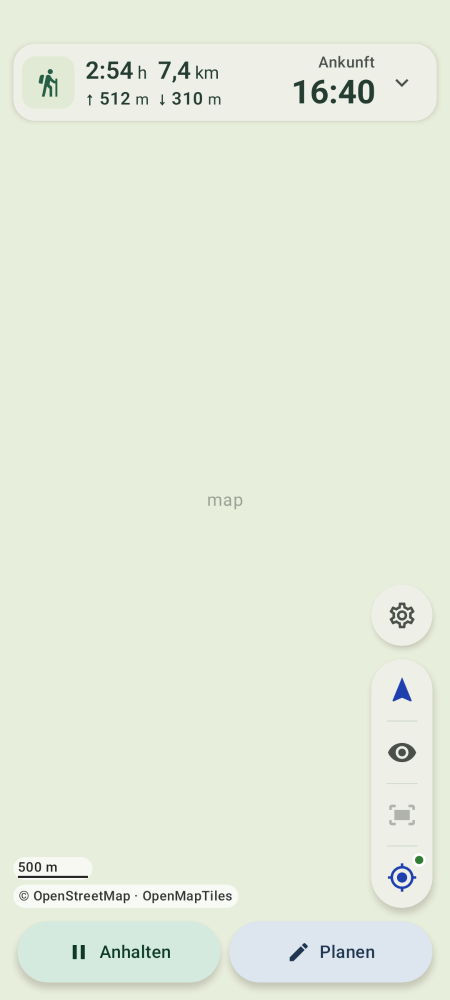 2:54 h 7,4 km
↑ 512 m ↓ 310 m
Ankunft
16:40
map
500 m
© OpenStreetMap · OpenMapTiles
Anhalten
Planen